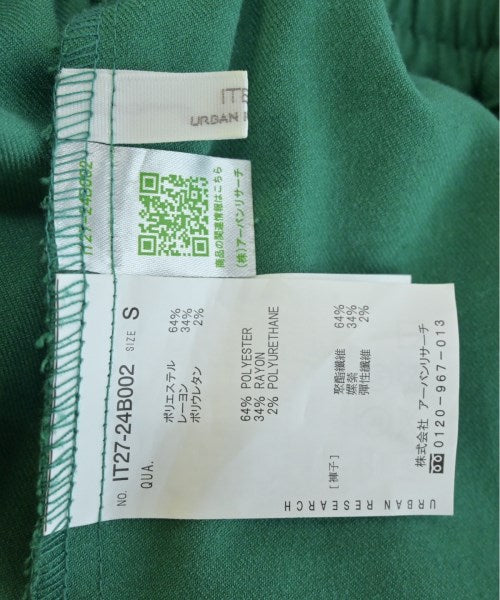 ITE
URBAN
IT27-24B002
商品の関連情報はこちら
(株)アーバンリサーチ
NO. IT27-24B002 SIZE S
QUA.
ポリエステル 64%
レーヨン 34%
ポリウレタン 2%
64% POLYESTER
34% RAYON
2% POLYURETHANE
聚酯纖維 64%
嫘縈 34%
彈性纖維 2%
[褲子]
URBAN RESEARCH
株式会社 アーバンリサーチ
0120-967-013